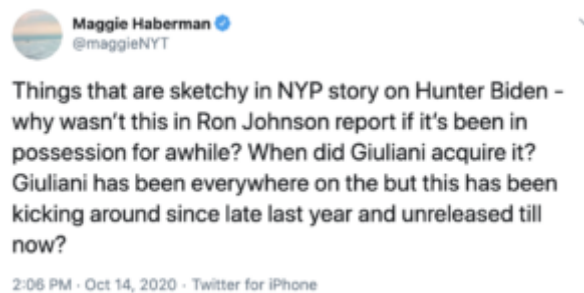 Maggie Haberman
@maggieNYT
Things that are sketchy in NYP story on Hunter Biden -
why wasn't this in Ron Johnson report if it's been in
possession for awhile? When did Giuliani acquire it?
Giuliani has been everywhere on the but this has been
kicking around since late last year and unreleased till
now?
2:06 PM · Oct 14, 2020 · Twitter for iPhone